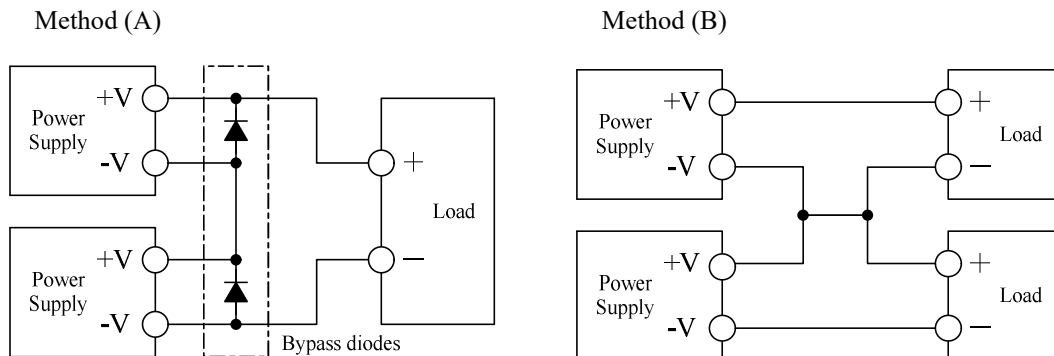 Method (A)
+V
Power
Supply
-V
+
Load
−
+V
Power
Supply
-V
Bypass diodes
Method (B)
+V
Power
Supply
-V
+
Load
−
+V
Power
Supply
-V
+
Load
−